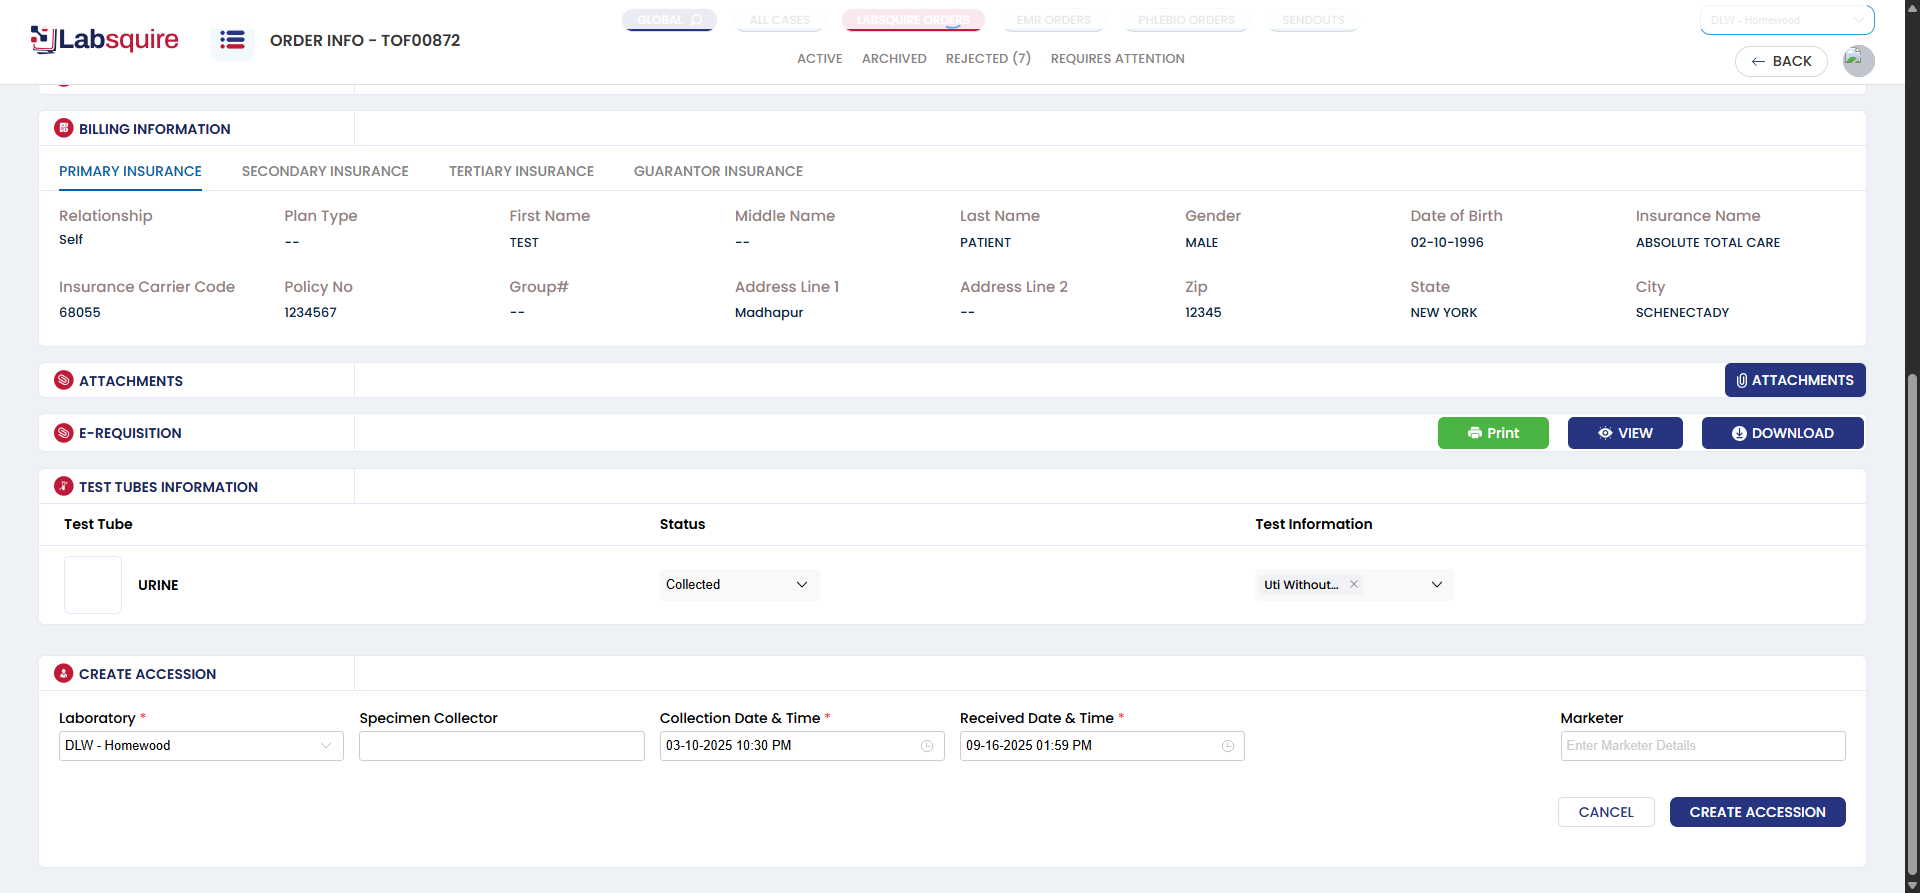 Labsquire
ORDER INFO - TOF00872
GLOBAL
ALL CASES
LABSQUIRE ORDERS
EMR ORDERS
PHLEBIO ORDERS
SENDOUTS
DLW - Homewood
ACTIVE
ARCHIVED
REJECTED (7)
REQUIRES ATTENTION
BACK
BILLING INFORMATION
PRIMARY INSURANCE
SECONDARY INSURANCE
TERTIARY INSURANCE
GUARANTOR INSURANCE
Relationship
Plan Type
First Name
Middle Name
Last Name
Gender
Date of Birth
Insurance Name
Self
--
TEST
--
PATIENT
MALE
02-10-1996
ABSOLUTE TOTAL CARE
Insurance Carrier Code
Policy No
Group#
Address Line 1
Address Line 2
Zip
State
City
68055
1234567
--
Madhapur
--
12345
NEW YORK
SCHENECTADY
ATTACHMENTS
ATTACHMENTS
E-REQUISITION
Print
VIEW
DOWNLOAD
TEST TUBES INFORMATION
Test Tube
Status
Test Information
URINE
Collected
Uti Without...
CREATE ACCESSION
Laboratory *
Specimen Collector
Collection Date & Time *
Received Date & Time *
Marketer
DLW - Homewood
03-10-2025 10:30 PM
09-16-2025 01:59 PM
Enter Marketer Details
CANCEL
CREATE ACCESSION